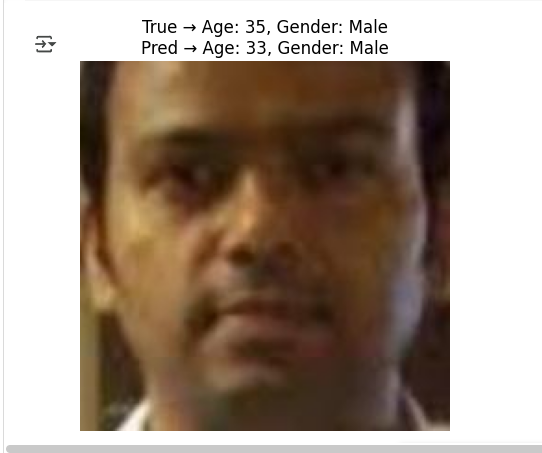 True → Age: 35, Gender: Male
Pred → Age: 33, Gender: Male